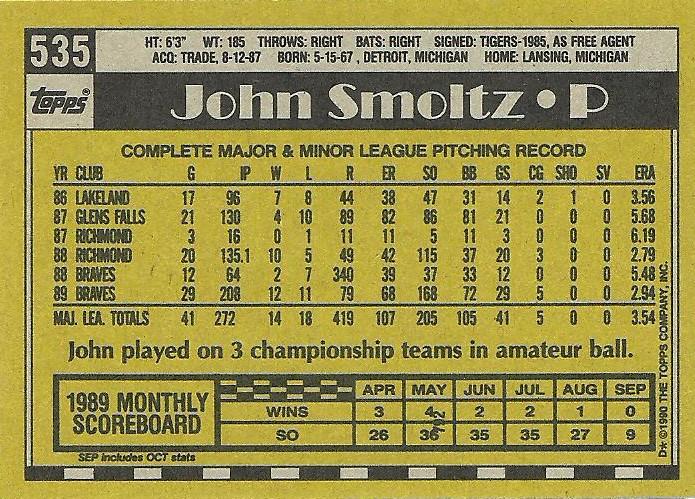 535
HT: 6'3" WT: 185 THROWS: RIGHT BATS: RIGHT SIGNED: TIGERS-1985, AS FREE AGENT
ACQ: TRADE, 8-12-87 BORN: 5-15-67, DETROIT, MICHIGAN HOME: LANSING, MICHIGAN
topps®
John Smoltz • P
COMPLETE MAJOR & MINOR LEAGUE PITCHING RECORD
YR CLUB G IP W L R ER SO BB GS CG SHO SV ERA
86 LAKELAND 17 96 7 8 44 38 47 31 14 2 1 0 3.56
87 GLENS FALLS 21 130 4 10 89 82 86 81 21 0 0 0 5.68
87 RICHMOND 3 16 0 1 11 11 5 11 3 0 0 0 6.19
88 RICHMOND 20 135.1 10 5 49 42 115 37 20 3 0 0 2.79
88 BRAVES 12 64 2 7 340 39 37 33 12 0 0 0 5.48
89 BRAVES 29 208 12 11 79 68 168 72 29 5 0 0 2.94
MAJ. LEA. TOTALS 41 272 14 18 419 107 205 105 41 5 0 0 3.54
John played on 3 championship teams in amateur ball.
1989 MONTHLY SCOREBOARD
APR MAY JUN JUL AUG SEP
WINS 3 4 2 2 1 0
SO 26 36 35 35 27 9
SEP includes OCT stats
D★ ©1990 THE TOPPS COMPANY, INC.